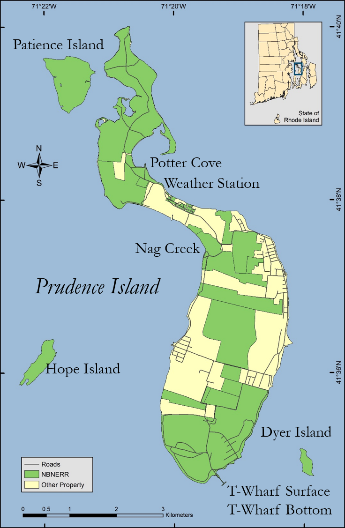 71°22'W
71°20'W
71°18'W
41°40'N
Patience Island
State of
Rhode Island
N
W
E
S
Potter Cove
Weather Station
41°38'N
Nag Creek
Prudence Island
41°36'N
Hope Island
Dyer Island
Roads
NBNERR
Other Property
T-Wharf Surface
T-Wharf Bottom
0 0.5 1 2 3
Kilometers